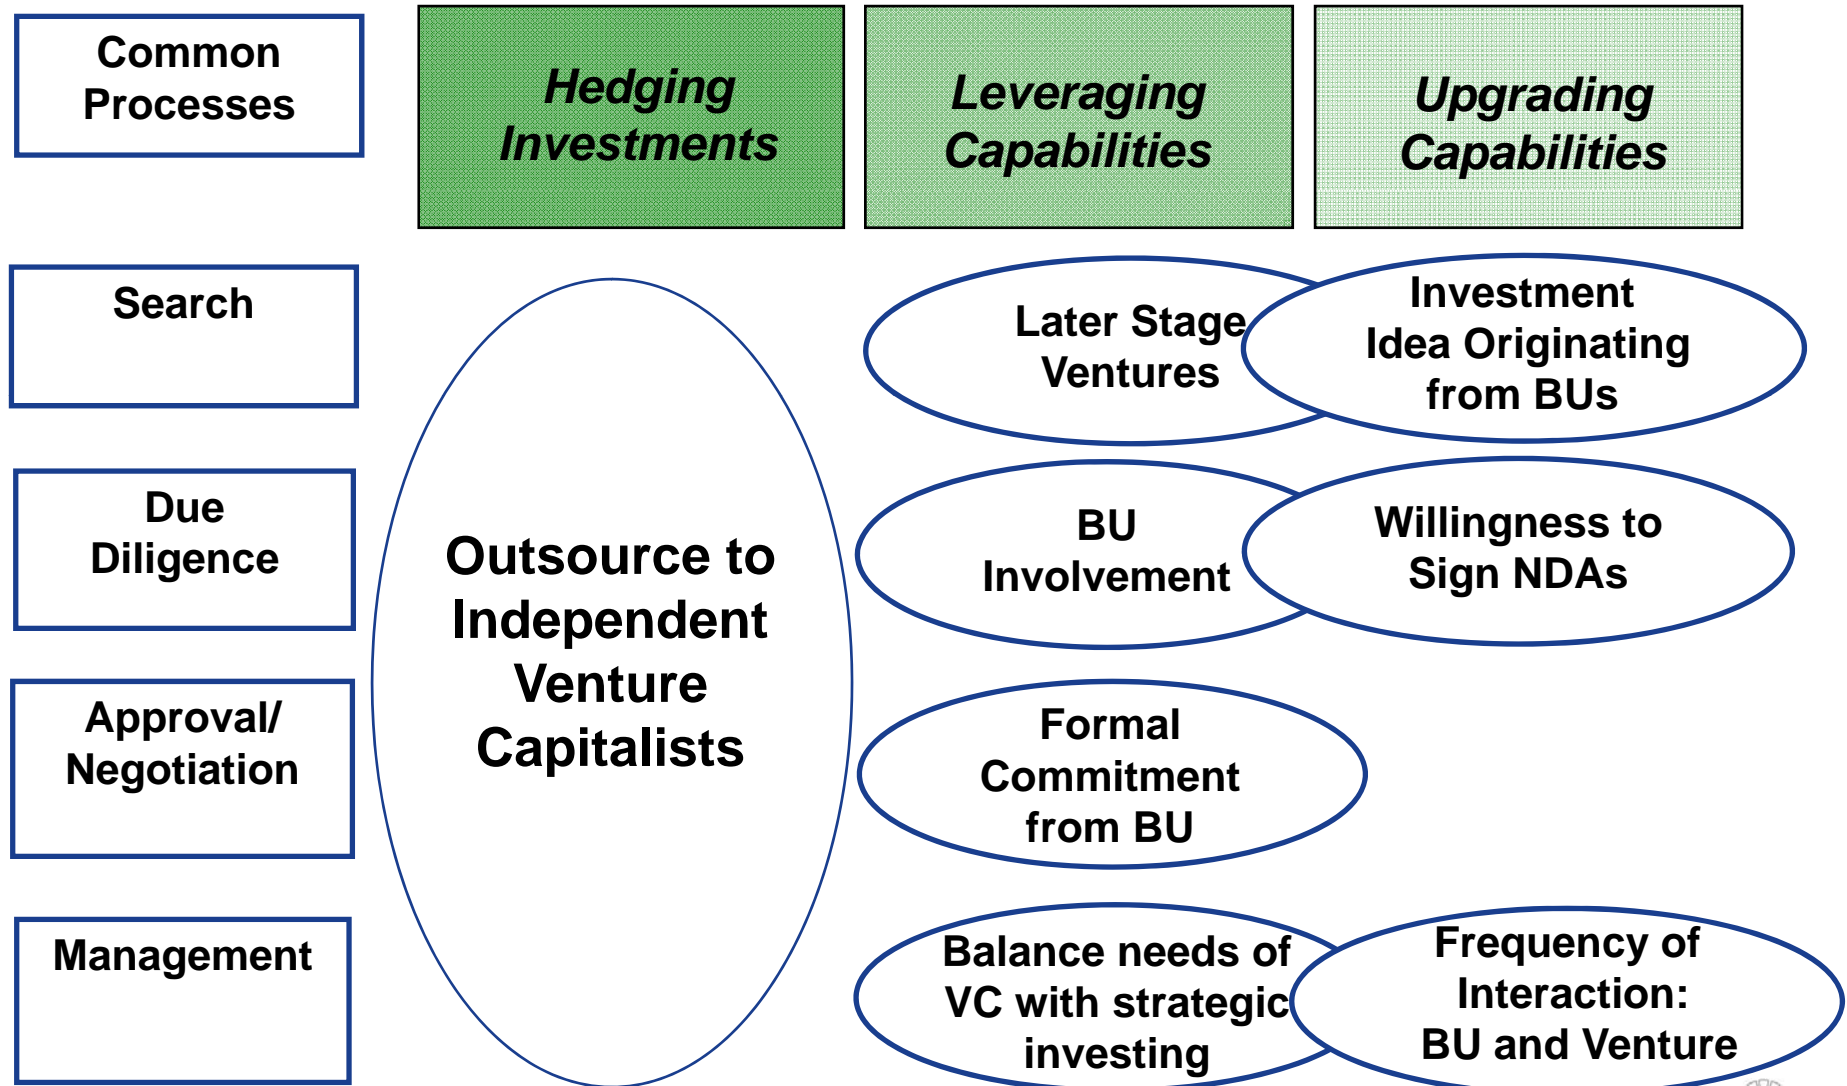 Common
Processes
Hedging
Investments
Leveraging
Capabilities
Upgrading
Capabilities
Search
Later Stage
Ventures
Investment
Idea Originating
from BUs
Due
Diligence
Outsource to
Independent
Venture
Capitalists
BU
Involvement
Willingness to
Sign NDAs
Approval/
Negotiation
Formal
Commitment
from BU
Management
Balance needs of
VC with strategic
investing
Frequency of
Interaction:
BU and Venture